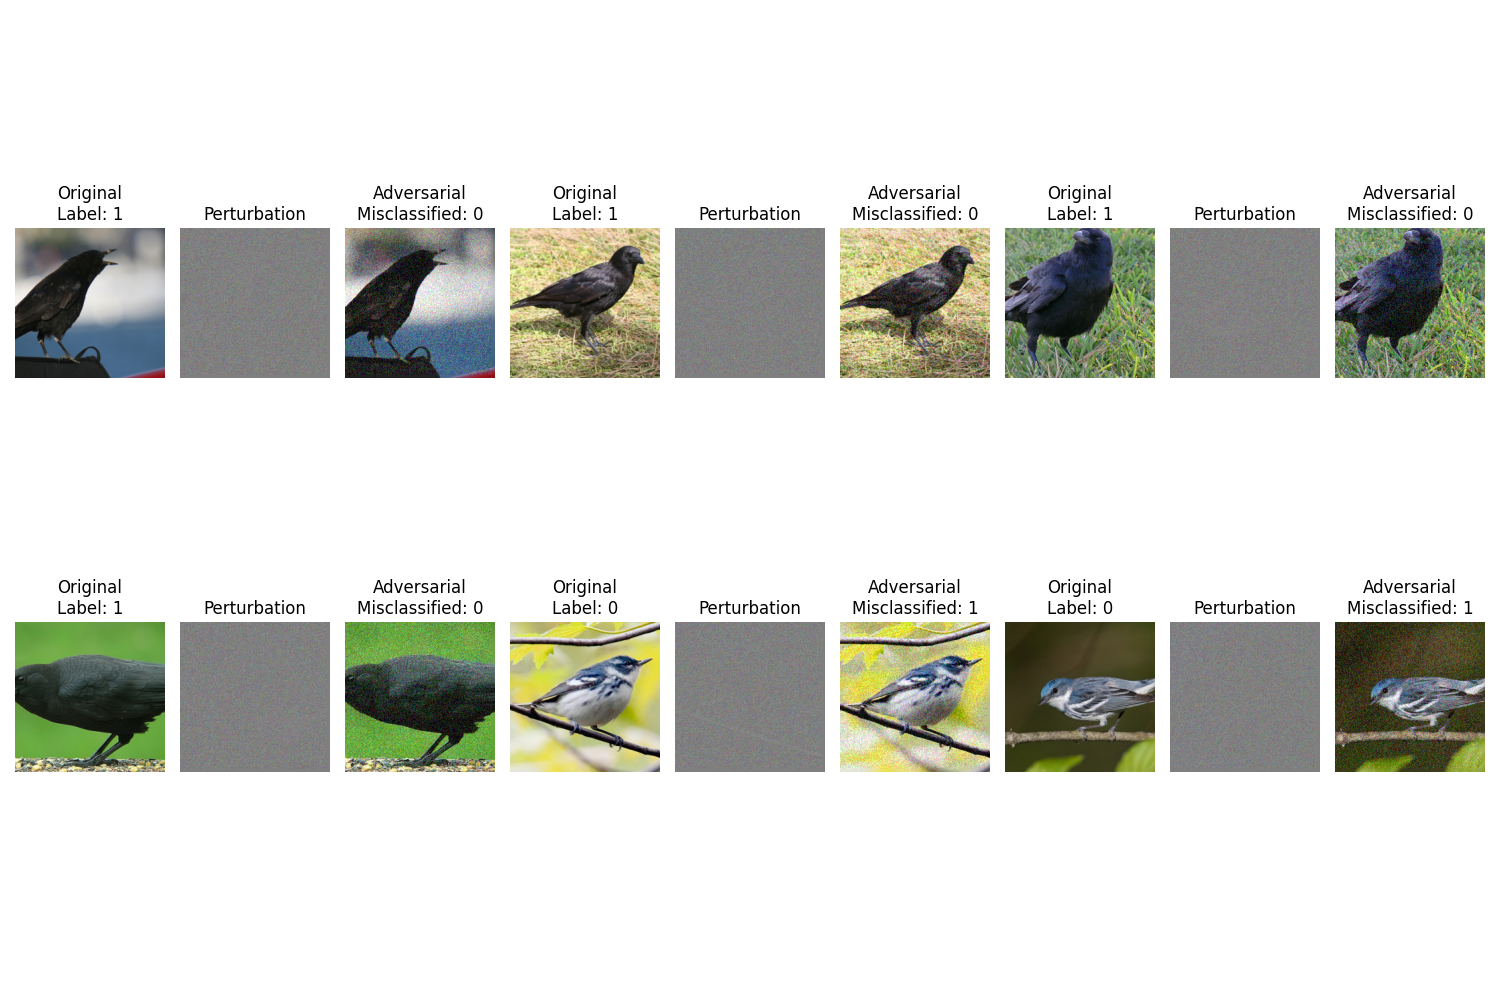 Original
Label: 1
Perturbation
Adversarial
Misclassified: 0
Original
Label: 1
Perturbation
Adversarial
Misclassified: 0
Original
Label: 1
Perturbation
Adversarial
Misclassified: 0
Original
Label: 1
Perturbation
Adversarial
Misclassified: 0
Original
Label: 0
Perturbation
Adversarial
Misclassified: 1
Original
Label: 0
Perturbation
Adversarial
Misclassified: 1